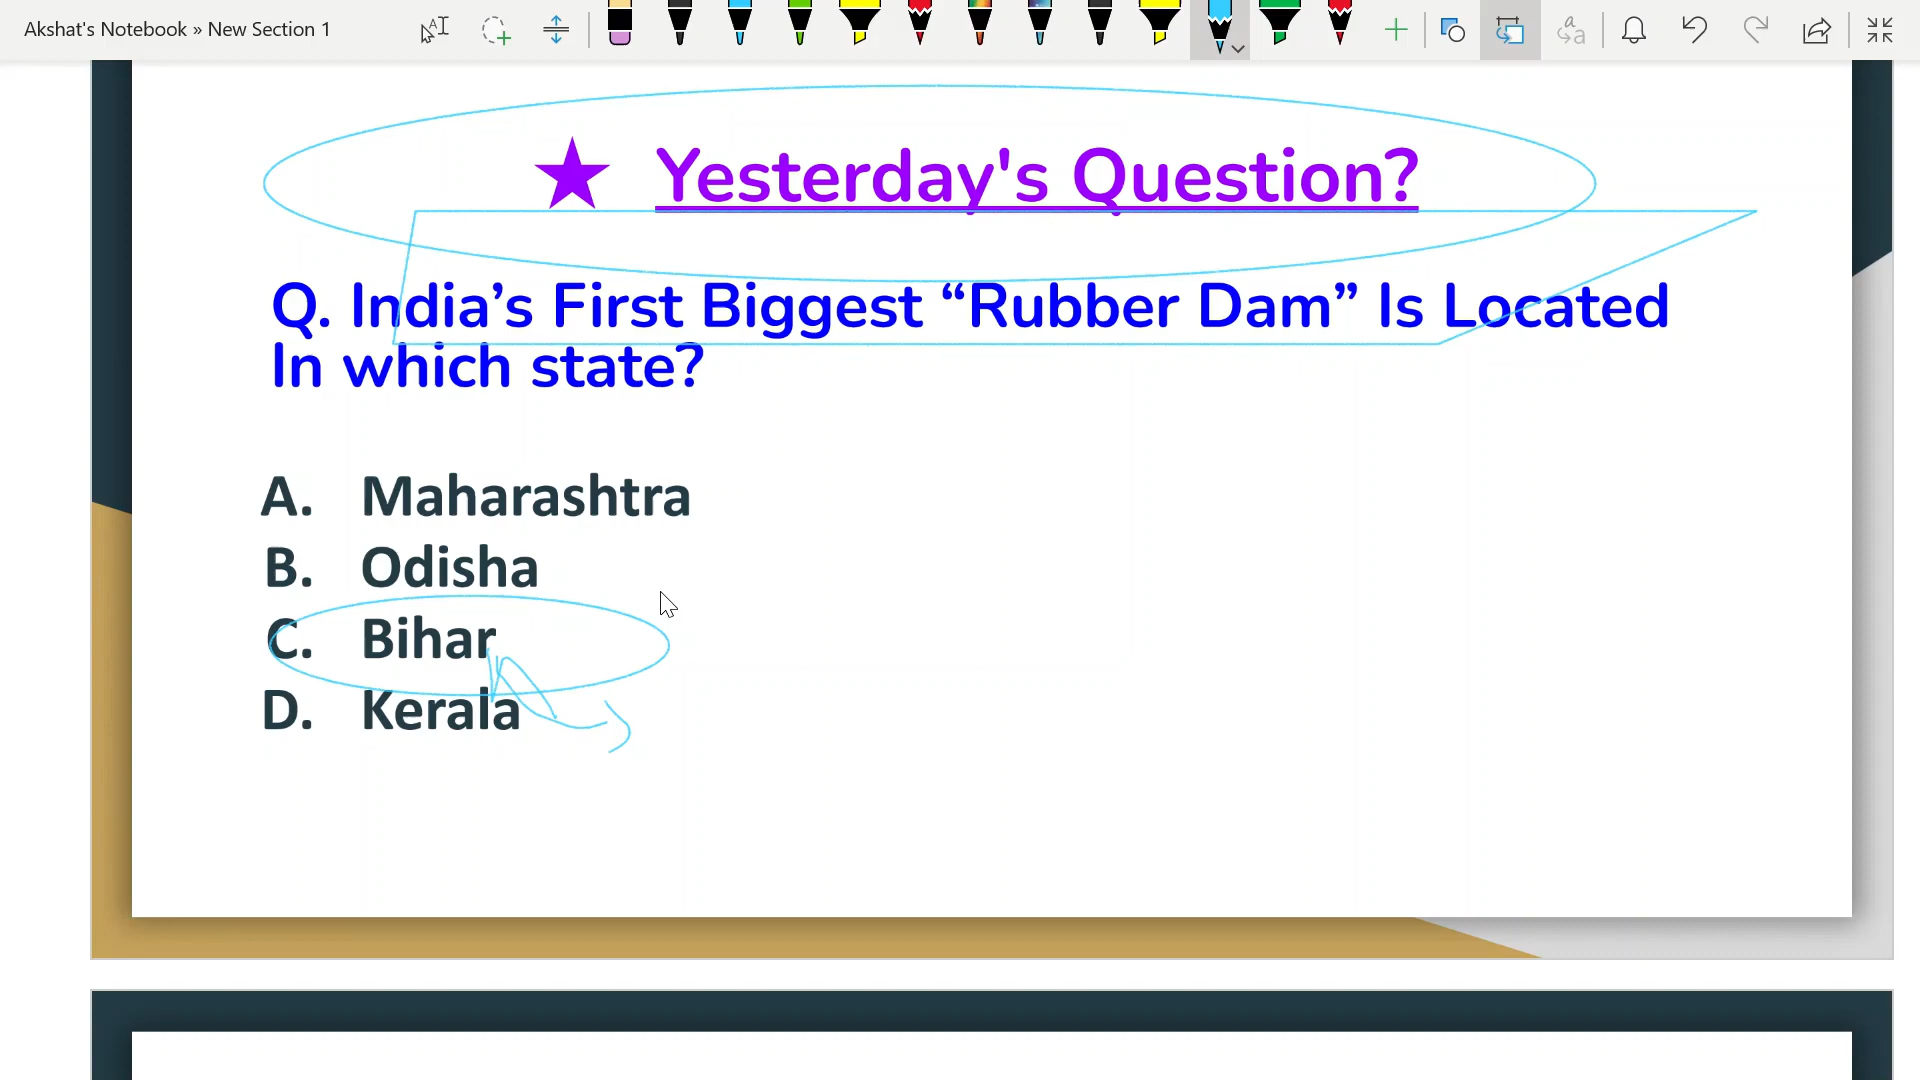 Akshat's Notebook » New Section 1
★ Yesterday's Question?
Q. India’s First Biggest “Rubber Dam” Is Located
In which state?
A. Maharashtra
B. Odisha
C. Bihar
D. Kerala